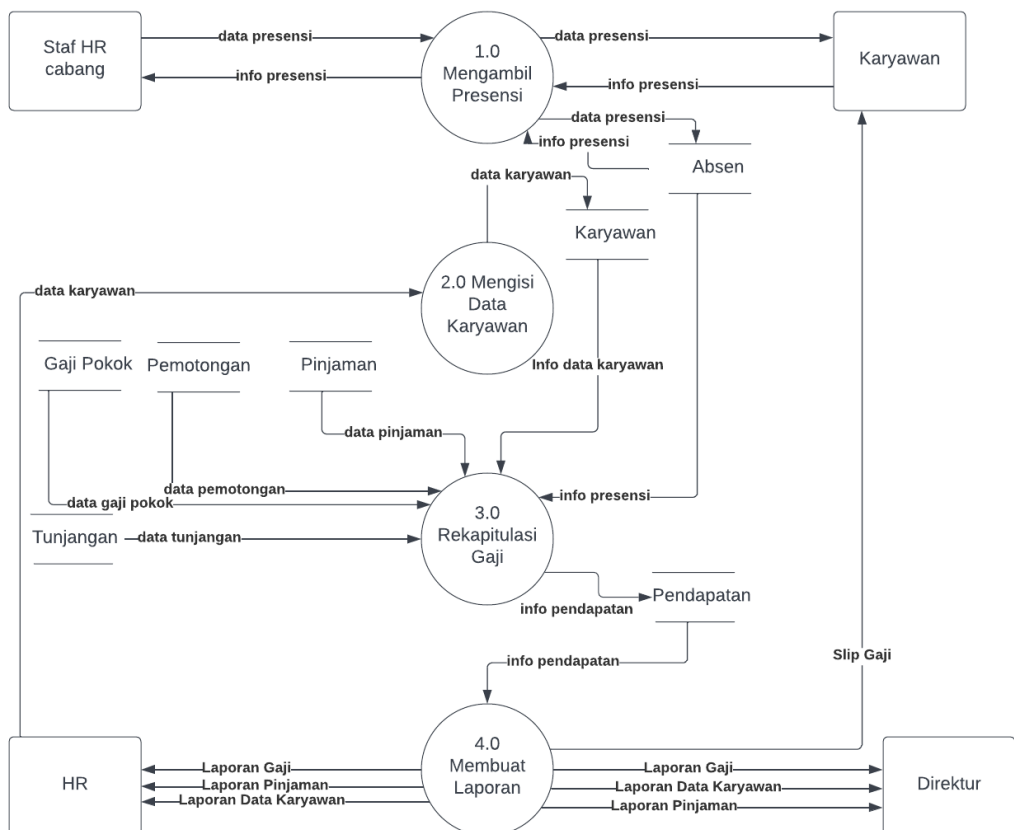 Staf HR
cabang
data presensi
info presensi
1.0
Mengambil
Presensi
data presensi
info presensi
Karyawan
data presensi
info presensi
Absen
data karyawan
Karyawan
data karyawan
2.0 Mengisi
Data
Karyawan
Gaji Pokok
Pemotongan
Pinjaman
Info data karyawan
data pinjaman
data pemotongan
data gaji pokok
info presensi
3.0
Rekapitulasi
Gaji
Tunjangan
data tunjangan
Pendapatan
info pendapatan
info pendapatan
Slip Gaji
HR
Laporan Gaji
Laporan Pinjaman
Laporan Data Karyawan
4.0
Membuat
Laporan
Laporan Gaji
Laporan Data Karyawan
Laporan Pinjaman
Direktur